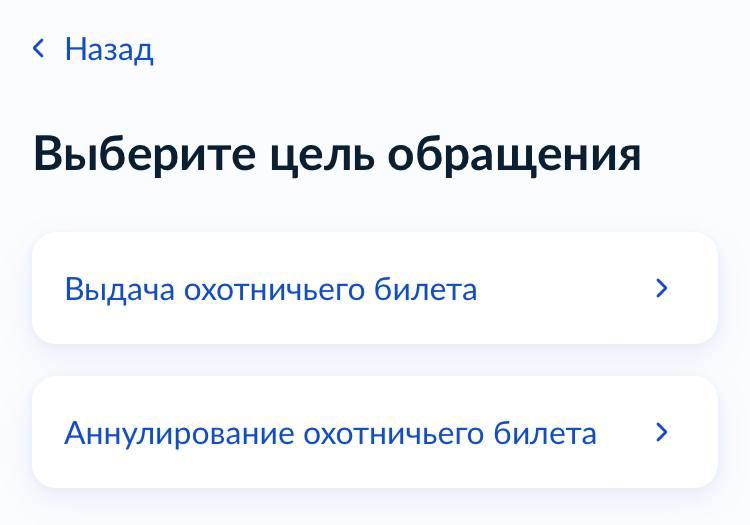 Назад
Выберите цель обращения
Выдача охотничьего билета
Аннулирование охотничьего билета